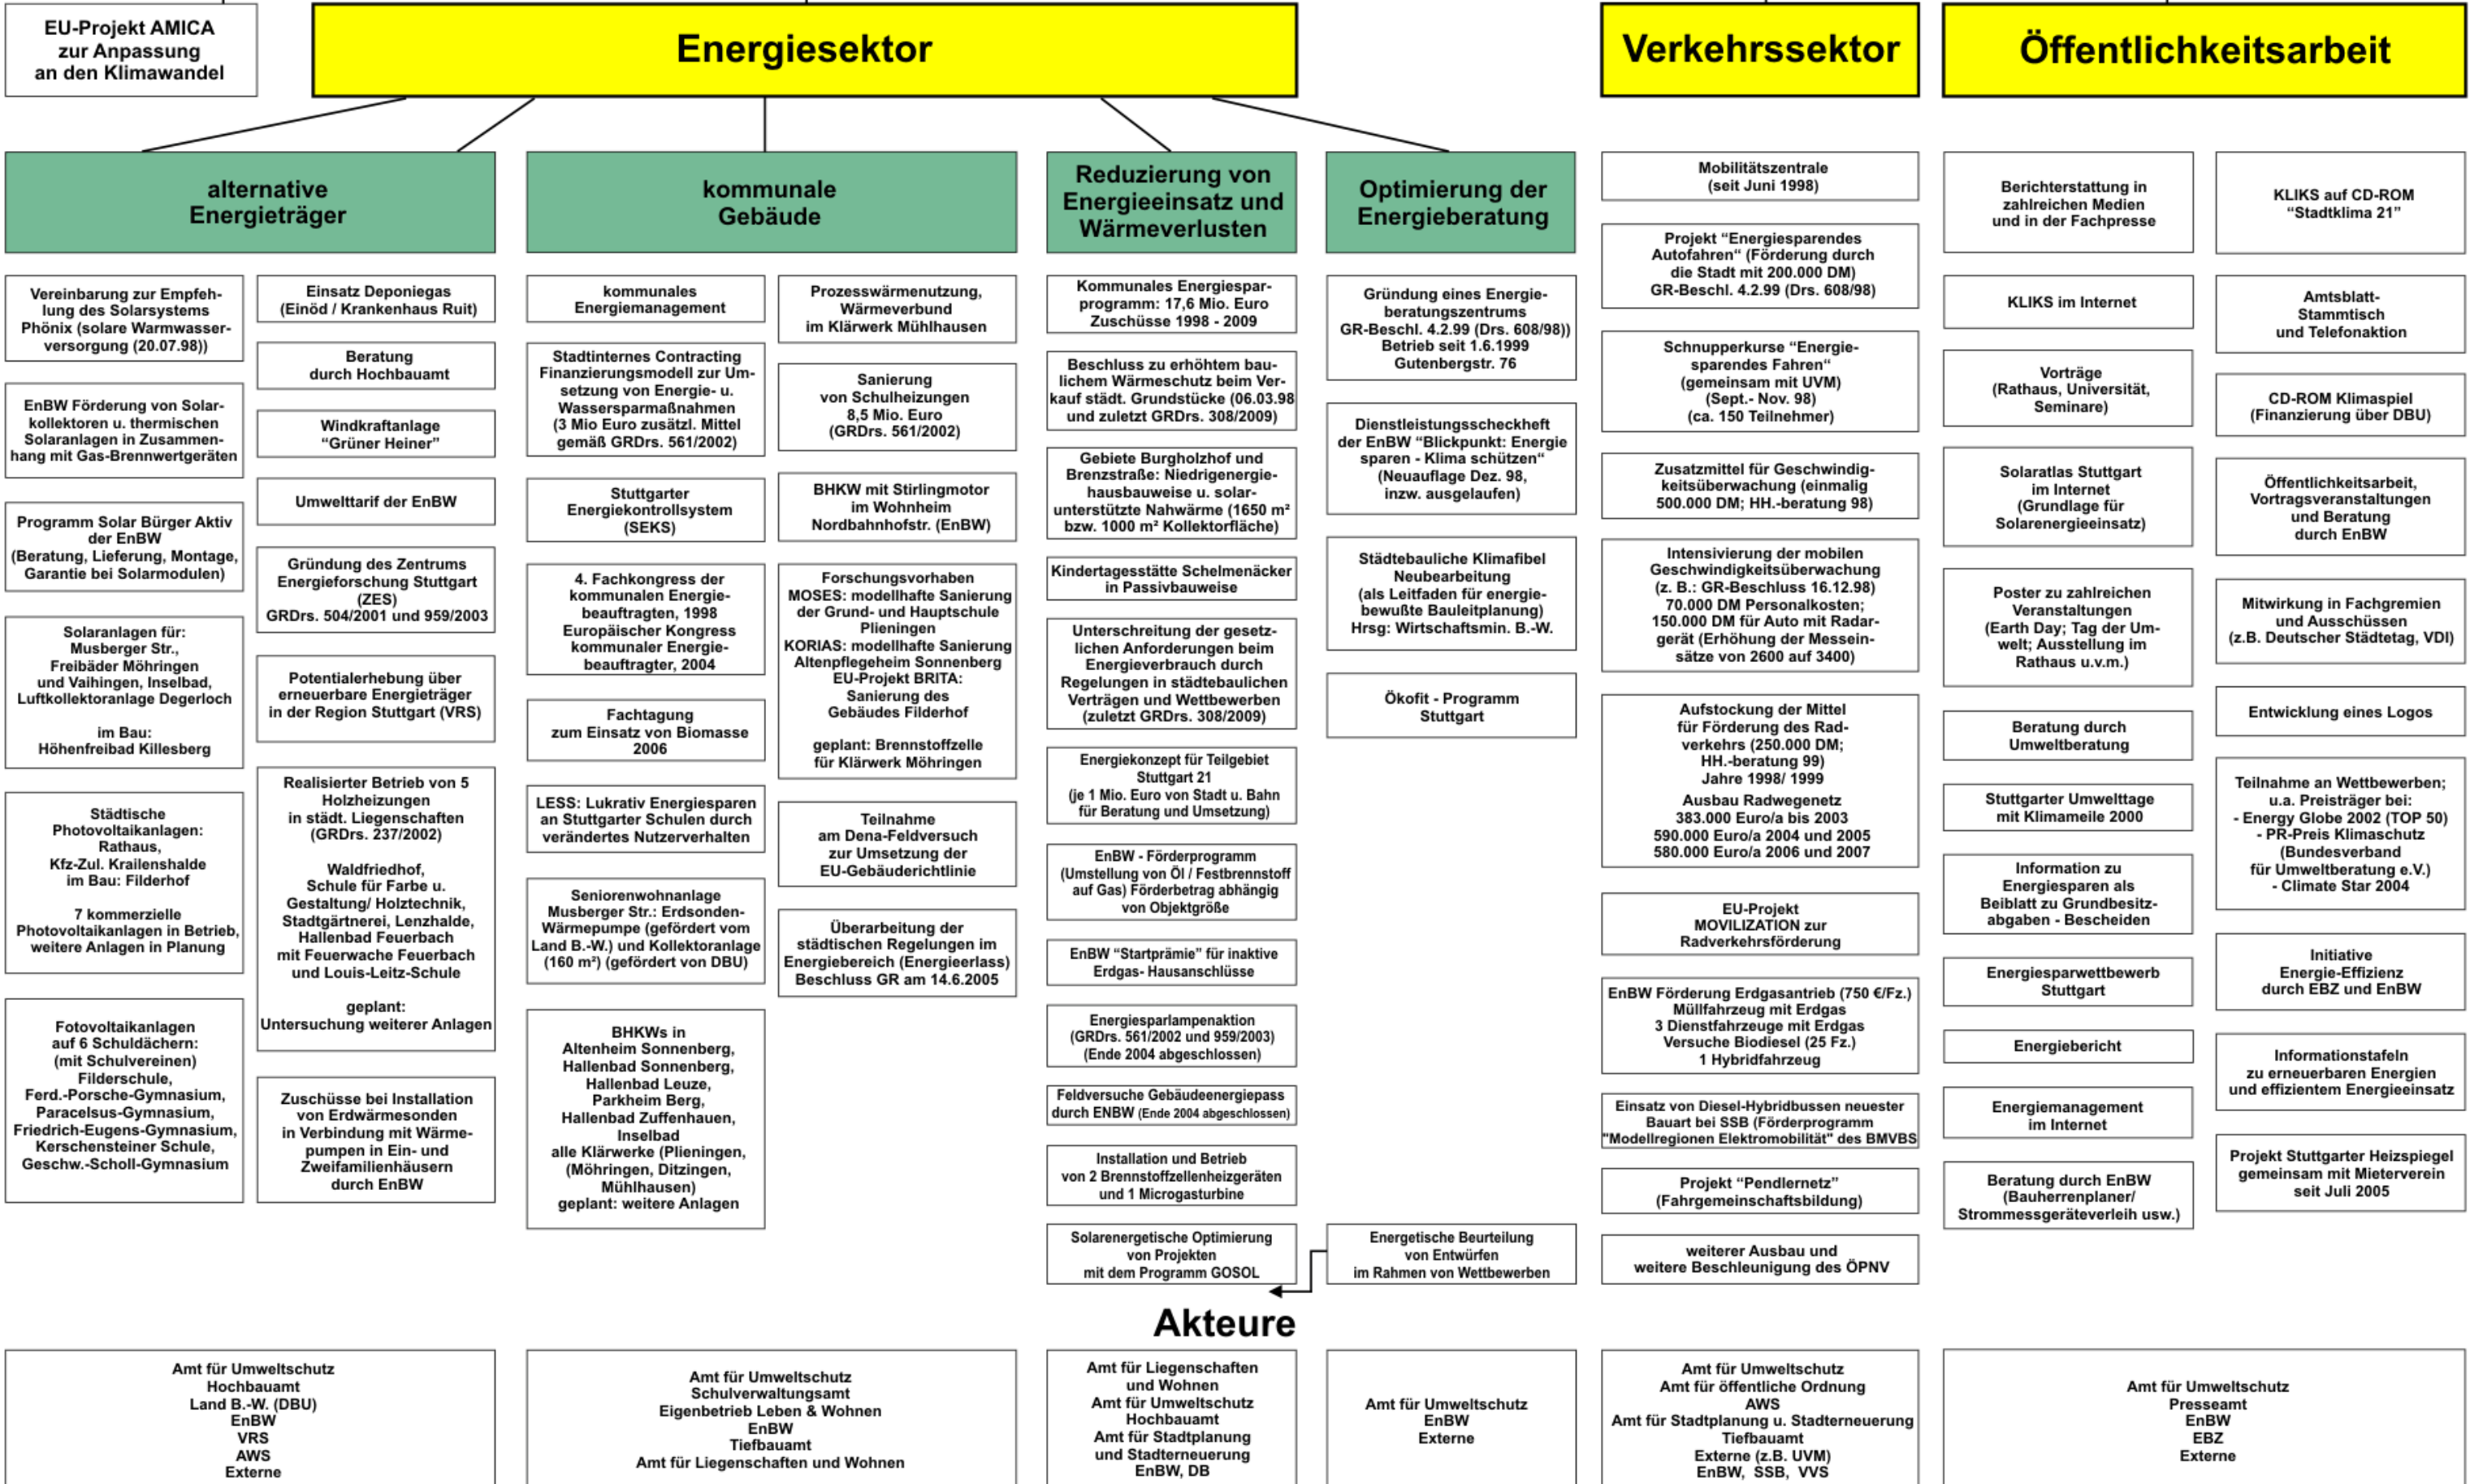 EU-Projekt AMICA
zur Anpassung
an den Klimawandel
Energiesektor
Verkehrssektor
Öffentlichkeitsarbeit
alternative
Energieträger
Vereinbarung zur Empfeh-
lung des Solarsystems
Phönix (solare Warmwasser-
versorgung (20.07.98))
EnBW Förderung von Solar-
kollektoren u. thermischen
Solaranlagen in Zusammen-
hang mit Gas-Brennwertgeräten
Programm Solar Bürger Aktiv
der EnBW
(Beratung, Lieferung, Montage,
Garantie bei Solarmodulen)
Solaranlagen für:
Musberger Str.,
Freibäder Möhringen
und Vaihingen, Inselbad,
Luftkollektoranlage Degerloch
im Bau:
Höhenfreibad Killesberg
Städtische
Photovoltaikanlagen:
Rathaus,
Kfz-Zul. Krailenshalde
im Bau: Filderhof
7 kommerzielle
Photovoltaikanlagen in Betrieb,
weitere Anlagen in Planung
Fotovoltaikanlagen
auf 6 Schuldächern:
(mit Schulvereinen)
Filderschule,
Ferd.-Porsche-Gymnasium,
Paracelsus-Gymnasium,
Friedrich-Eugens-Gymnasium,
Kerschensteiner Schule,
Geschw.-Scholl-Gymnasium
Einsatz Deponiegas
(Einöd / Krankenhaus Ruit)
Beratung
durch Hochbauamt
Windkraftanlage
“Grüner Heiner”
Umwelttarif der EnBW
Gründung des Zentrums
Energieforschung Stuttgart
(ZES)
GRDrs. 504/2001 und 959/2003
Potentialerhebung über
erneuerbare Energieträger
in der Region Stuttgart (VRS)
Realisierter Betrieb von 5
Holzheizungen
in städt. Liegenschaften
(GRDrs. 237/2002)
Waldfriedhof,
Schule für Farbe u.
Gestaltung/ Holztechnik,
Stadtgärtnerei, Lenzhalde,
Hallenbad Feuerbach
mit Feuerwache Feuerbach
und Louis-Leitz-Schule
geplant:
Untersuchung weiterer Anlagen
Zuschüsse bei Installation
von Erdwärmesonden
in Verbindung mit Wärme-
pumpen in Ein- und
Zweifamilienhäusern
durch EnBW
kommunale
Gebäude
kommunales
Energiemanagement
Stadtinternes Contracting
Finanzierungsmodell zur Um-
setzung von Energie- u.
Wassersparmaßnahmen
(3 Mio Euro zusätzl. Mittel
gemäß GRDrs. 561/2002)
Stuttgarter
Energiekontrollsystem
(SEKS)
4. Fachkongress der
kommunalen Energie-
beauftragten, 1998
Europäischer Kongress
kommunaler Energie-
beauftragter, 2004
Fachtagung
zum Einsatz von Biomasse
2006
LESS: Lukrativ Energiesparen
an Stuttgarter Schulen durch
verändertes Nutzerverhalten
Seniorenwohnanlage
Musberger Str.: Erdsonden-
Wärmepumpe (gefördert vom
Land B.-W.) und Kollektoranlage
(160 m²) (gefördert von DBU)
BHKWs in
Altenheim Sonnenberg,
Hallenbad Sonnenberg,
Hallenbad Leuze,
Parkheim Berg,
Hallenbad Zuffenhauen,
Inselbad
alle Klärwerke (Plieningen,
(Möhringen, Ditzingen,
Mühlhausen)
geplant: weitere Anlagen
Prozesswärmenutzung,
Wärmeverbund
im Klärwerk Mühlhausen
Sanierung
von Schulheizungen
8,5 Mio. Euro
(GRDrs. 561/2002)
BHKW mit Stirlingmotor
im Wohnheim
Nordbahnhofstr. (EnBW)
Forschungsvorhaben
MOSES: modellhafte Sanierung
der Grund- und Hauptschule
Plieningen
KORIAS: modellhafte Sanierung
Altenpflegeheim Sonnenberg
EU-Projekt BRITA:
Sanierung des
Gebäudes Filderhof
geplant: Brennstoffzelle
für Klärwerk Möhringen
Teilnahme
am Dena-Feldversuch
zur Umsetzung der
EU-Gebäuderichtlinie
Überarbeitung der
städtischen Regelungen im
Energiebereich (Energieerlass)
Beschluss GR am 14.6.2005
Reduzierung von
Energieeinsatz und
Wärmeverlusten
Kommunales Energiespar-
programm: 17,6 Mio. Euro
Zuschüsse 1998 - 2009
Beschluss zu erhöhtem bau-
lichem Wärmeschutz beim Ver-
kauf städt. Grundstücke (06.03.98
und zuletzt GRDrs. 308/2009)
Gebiete Burgholzhof und
Brenzstraße: Niedrigenergie-
hausbauweise u. solar-
unterstützte Nahwärme (1650 m²
bzw. 1000 m² Kollektorfläche)
Kindertagesstätte Schelmenäcker
in Passivbauweise
Unterschreitung der gesetz-
lichen Anforderungen beim
Energieverbrauch durch
Regelungen in städtebaulichen
Verträgen und Wettbewerben
(zuletzt GRDrs. 308/2009)
Energiekonzept für Teilgebiet
Stuttgart 21
(je 1 Mio. Euro von Stadt u. Bahn
für Beratung und Umsetzung)
EnBW - Förderprogramm
(Umstellung von Öl / Festbrennstoff
auf Gas) Förderbetrag abhängig
von Objektgröße
EnBW “Startprämie” für inaktive
Erdgas- Hausanschlüsse
Energiesparlampenaktion
(GRDrs. 561/2002 und 959/2003)
(Ende 2004 abgeschlossen)
Feldversuche Gebäudeenergiepass
durch ENBW (Ende 2004 abgeschlossen)
Installation und Betrieb
von 2 Brennstoffzellenheizgeräten
und 1 Microgasturbine
Solarenergetische Optimierung
von Projekten
mit dem Programm GOSOL
Optimierung der
Energieberatung
Gründung eines Energie-
beratungszentrums
GR-Beschl. 4.2.99 (Drs. 608/98))
Betrieb seit 1.6.1999
Gutenbergstr. 76
Dienstleistungsscheckheft
der EnBW “Blickpunkt: Energie
sparen - Klima schützen“
(Neuauflage Dez. 98,
inzw. ausgelaufen)
Städtebauliche Klimafibel
Neubearbeitung
(als Leitfaden für energie-
bewußte Bauleitplanung)
Hrsg: Wirtschaftsmin. B.-W.
Ökofit - Programm
Stuttgart
Energetische Beurteilung
von Entwürfen
im Rahmen von Wettbewerben
Mobilitätszentrale
(seit Juni 1998)
Projekt “Energiesparendes
Autofahren“ (Förderung durch
die Stadt mit 200.000 DM)
GR-Beschl. 4.2.99 (Drs. 608/98)
Schnupperkurse “Energie-
sparendes Fahren“
(gemeinsam mit UVM)
(Sept.- Nov. 98)
(ca. 150 Teilnehmer)
Zusatzmittel für Geschwindig-
keitsüberwachung (einmalig
500.000 DM; HH.-beratung 98)
Intensivierung der mobilen
Geschwindigkeitsüberwachung
(z. B.: GR-Beschluss 16.12.98)
70.000 DM Personalkosten;
150.000 DM für Auto mit Radar-
gerät (Erhöhung der Messein-
sätze von 2600 auf 3400)
Aufstockung der Mittel
für Förderung des Rad-
verkehrs (250.000 DM;
HH.-beratung 99)
Jahre 1998/ 1999
Ausbau Radwegenetz
383.000 Euro/a bis 2003
590.000 Euro/a 2004 und 2005
580.000 Euro/a 2006 und 2007
EU-Projekt
MOVILIZATION zur
Radverkehrsförderung
EnBW Förderung Erdgasantrieb (750 €/Fz.)
Müllfahrzeug mit Erdgas
3 Dienstfahrzeuge mit Erdgas
Versuche Biodiesel (25 Fz.)
1 Hybridfahrzeug
Einsatz von Diesel-Hybridbussen neuester
Bauart bei SSB (Förderprogramm
"Modellregionen Elektromobilität" des BMVBS
Projekt “Pendlernetz”
(Fahrgemeinschaftsbildung)
weiterer Ausbau und
weitere Beschleunigung des ÖPNV
Berichterstattung in
zahlreichen Medien
und in der Fachpresse
KLIKS im Internet
Vorträge
(Rathaus, Universität,
Seminare)
Solaratlas Stuttgart
im Internet
(Grundlage für
Solarenergieeinsatz)
Poster zu zahlreichen
Veranstaltungen
(Earth Day; Tag der Um-
welt; Ausstellung im
Rathaus u.v.m.)
Beratung durch
Umweltberatung
Stuttgarter Umwelttage
mit Klimameile 2000
Information zu
Energiesparen als
Beiblatt zu Grundbesitz-
abgaben - Bescheiden
Energiesparwettbewerb
Stuttgart
Energiebericht
Energiemanagement
im Internet
Beratung durch EnBW
(Bauherrenplaner/
Strommessgeräteverleih usw.)
KLIKS auf CD-ROM
“Stadtklima 21”
Amtsblatt-
Stammtisch
und Telefonaktion
CD-ROM Klimaspiel
(Finanzierung über DBU)
Öffentlichkeitsarbeit,
Vortragsveranstaltungen
und Beratung
durch EnBW
Mitwirkung in Fachgremien
und Ausschüssen
(z.B. Deutscher Städtetag, VDI)
Entwicklung eines Logos
Teilnahme an Wettbewerben;
u.a. Preisträger bei:
- Energy Globe 2002 (TOP 50)
- PR-Preis Klimaschutz
(Bundesverband
für Umweltberatung e.V.)
- Climate Star 2004
Initiative
Energie-Effizienz
durch EBZ und EnBW
Informationstafeln
zu erneuerbaren Energien
und effizientem Energieeinsatz
Projekt Stuttgarter Heizspiegel
gemeinsam mit Mieterverein
seit Juli 2005
Akteure
Amt für Umweltschutz
Hochbauamt
Land B.-W. (DBU)
EnBW
VRS
AWS
Externe
Amt für Umweltschutz
Schulverwaltungsamt
Eigenbetrieb Leben & Wohnen
EnBW
Tiefbauamt
Amt für Liegenschaften und Wohnen
Amt für Liegenschaften
und Wohnen
Amt für Umweltschutz
Hochbauamt
Amt für Stadtplanung
und Stadterneuerung
EnBW, DB
Amt für Umweltschutz
EnBW
Externe
Amt für Umweltschutz
Amt für öffentliche Ordnung
AWS
Amt für Stadtplanung u. Stadterneuerung
Tiefbauamt
Externe (z.B. UVM)
EnBW, SSB, VVS
Amt für Umweltschutz
Presseamt
EnBW
EBZ
Externe